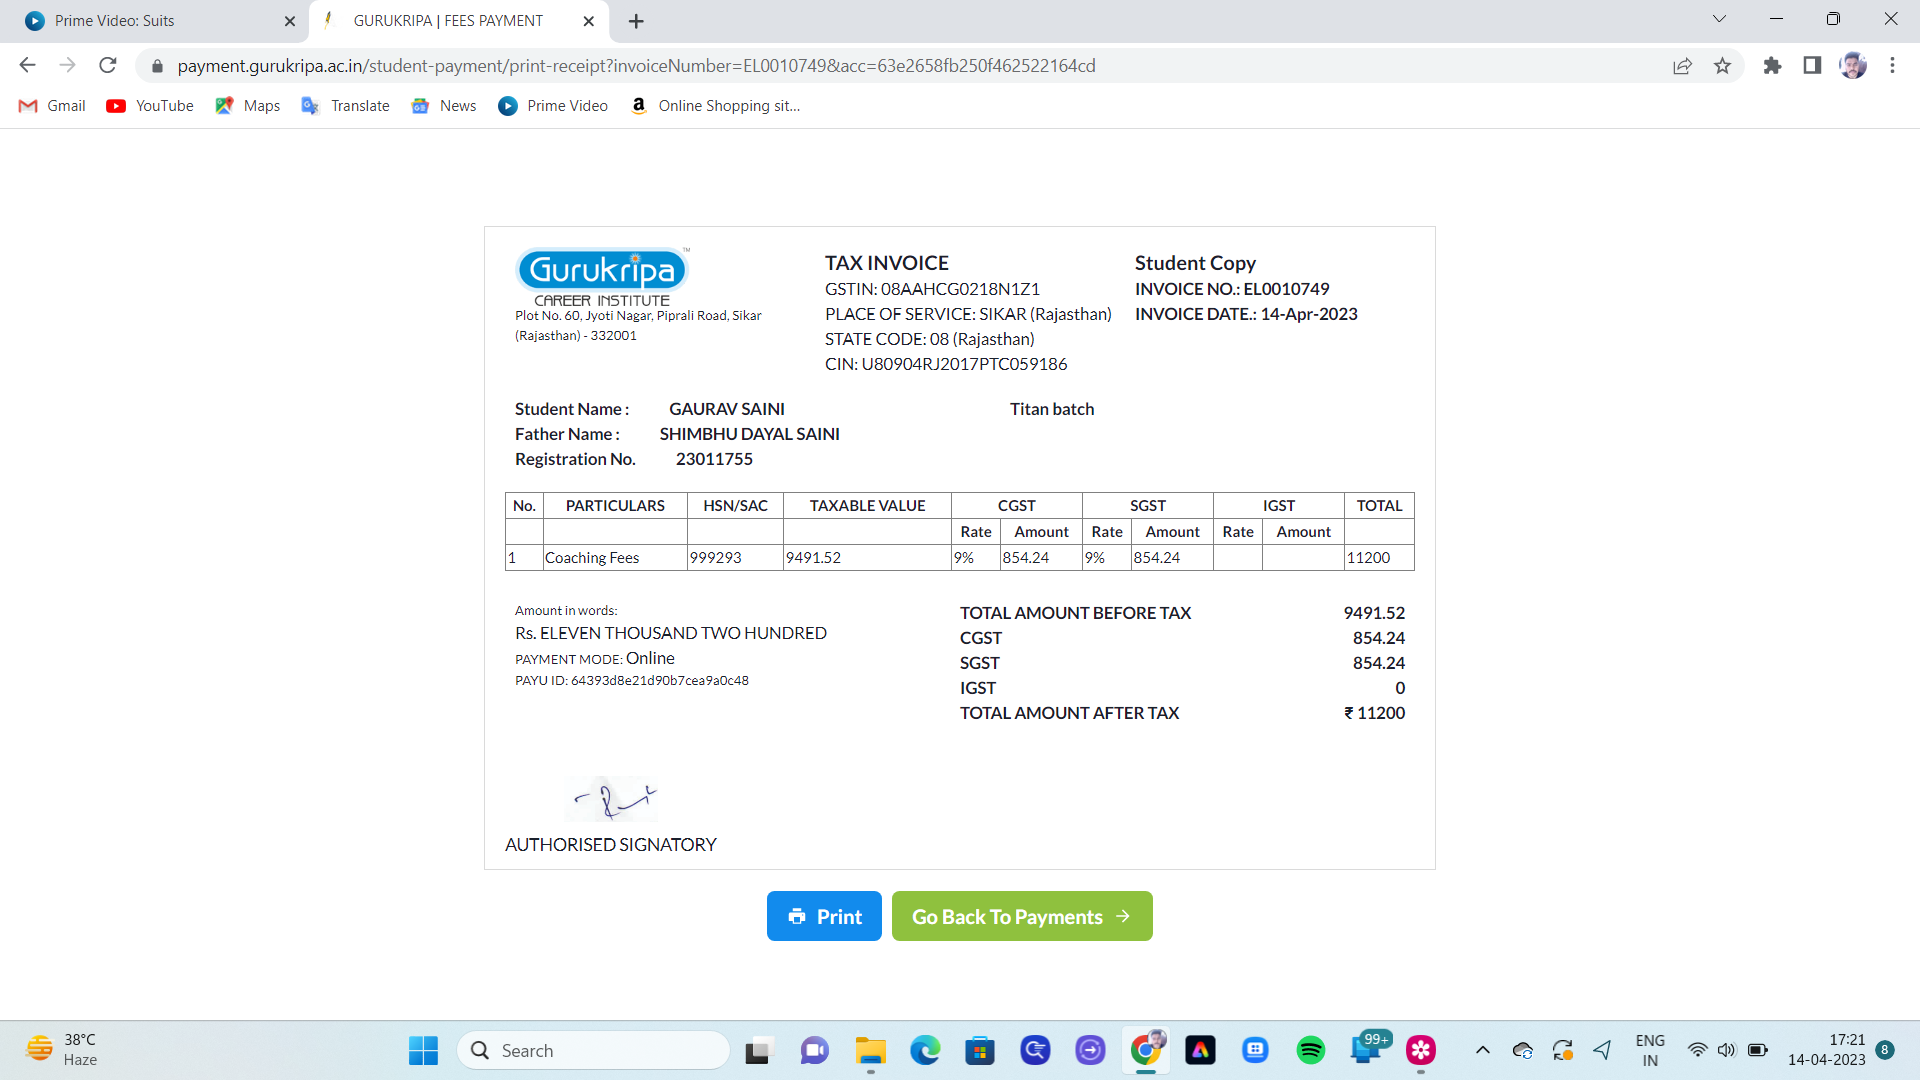 Prime Video: Suits
GURUKRIPA | FEES PAYMENT
payment.gurukripa.ac.in/student-payment/print-receipt?invoiceNumber=EL0010749&acc=63e2658fb250f462522164cd
Gmail YouTube Maps Translate News Prime Video Online Shopping sit...
Gurukripa TM
CAREER INSTITUTE
Plot No. 60, Jyoti Nagar, Piprali Road, Sikar
(Rajasthan) - 332001
TAX INVOICE
GSTIN: 08AAHCG0218N1Z1
PLACE OF SERVICE: SIKAR (Rajasthan)
STATE CODE: 08 (Rajasthan)
CIN: U80904RJ2017PTC059186
Student Copy
INVOICE NO.: EL0010749
INVOICE DATE.: 14-Apr-2023
Student Name : GAURAV SAINI Titan batch
Father Name : SHIMBHU DAYAL SAINI
Registration No. 23011755
No. PARTICULARS HSN/SAC TAXABLE VALUE CGST SGST IGST TOTAL
Rate Amount Rate Amount Rate Amount
1 Coaching Fees 999293 9491.52 9% 854.24 9% 854.24 11200
Amount in words:
Rs. ELEVEN THOUSAND TWO HUNDRED
PAYMENT MODE: Online
PAYU ID: 64393d8e21d90b7cea9a0c48
TOTAL AMOUNT BEFORE TAX 9491.52
CGST 854.24
SGST 854.24
IGST 0
TOTAL AMOUNT AFTER TAX ₹ 11200
AUTHORISED SIGNATORY
Print
Go Back To Payments
38°C
Haze
Search
99+
ENG
IN
17:21
14-04-2023
8